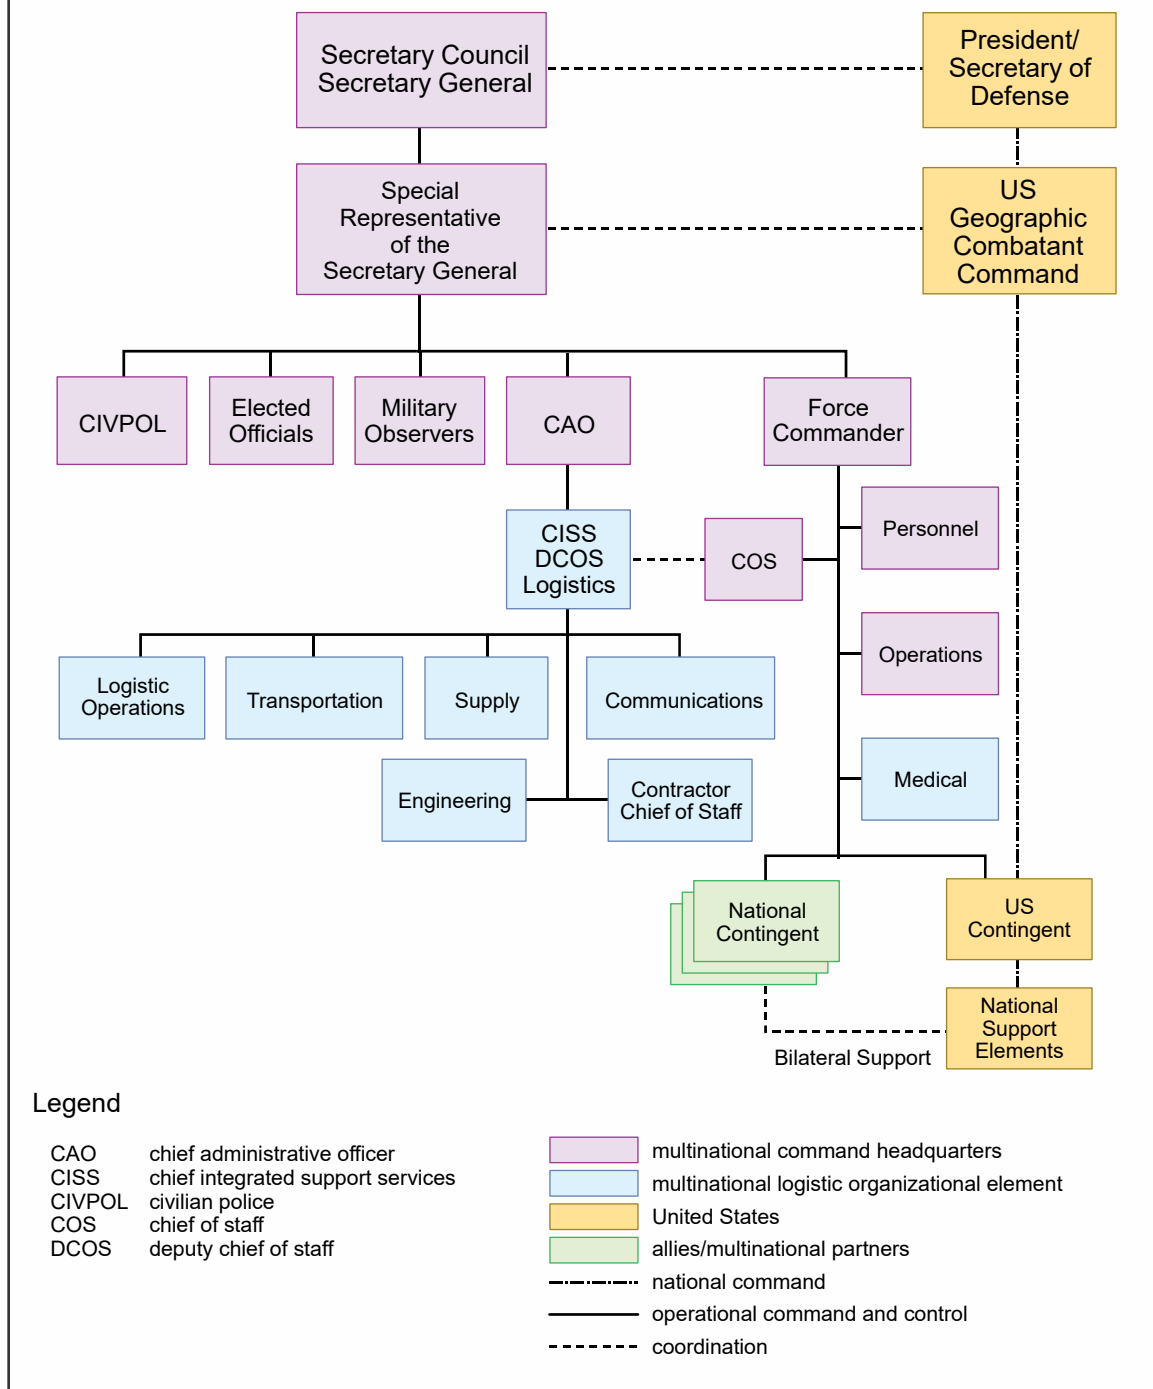 Secretary Council
Secretary General
President/
Secretary of
Defense
Special
Representative
of the
Secretary General
US
Geographic
Combatant
Command
CIVPOL
Elected
Officials
Military
Observers
CAO
Force
Commander
CISS
DCOS
Logistics
COS
Personnel
Operations
Medical
Logistic
Operations
Transportation
Supply
Communications
Engineering
Contractor
Chief of Staff
National
Contingent
US
Contingent
National
Support
Elements
Bilateral Support
Legend
CAO chief administrative officer
CISS chief integrated support services
CIVPOL civilian police
COS chief of staff
DCOS deputy chief of staff
multinational command headquarters
multinational logistic organizational element
United States
allies/multinational partners
national command
operational command and control
coordination